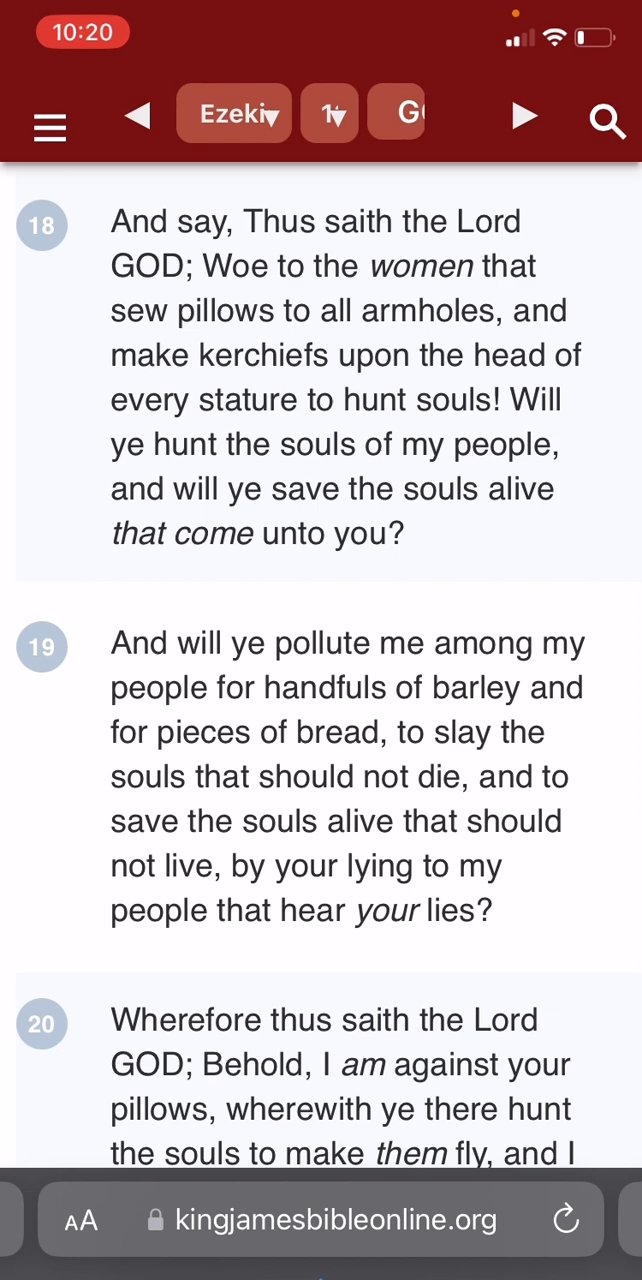 10:20
Ezeki
1
G
18
And say, Thus saith the Lord
GOD; Woe to the women that
sew pillows to all armholes, and
make kerchiefs upon the head of
every stature to hunt souls! Will
ye hunt the souls of my people,
and will ye save the souls alive
that come unto you?
19
And will ye pollute me among my
people for handfuls of barley and
for pieces of bread, to slay the
souls that should not die, and to
save the souls alive that should
not live, by your lying to my
people that hear your lies?
20
Wherefore thus saith the Lord
GOD; Behold, I am against your
pillows, wherewith ye there hunt
the souls to make them fly, and I
AA kingjamesbibleonline.org